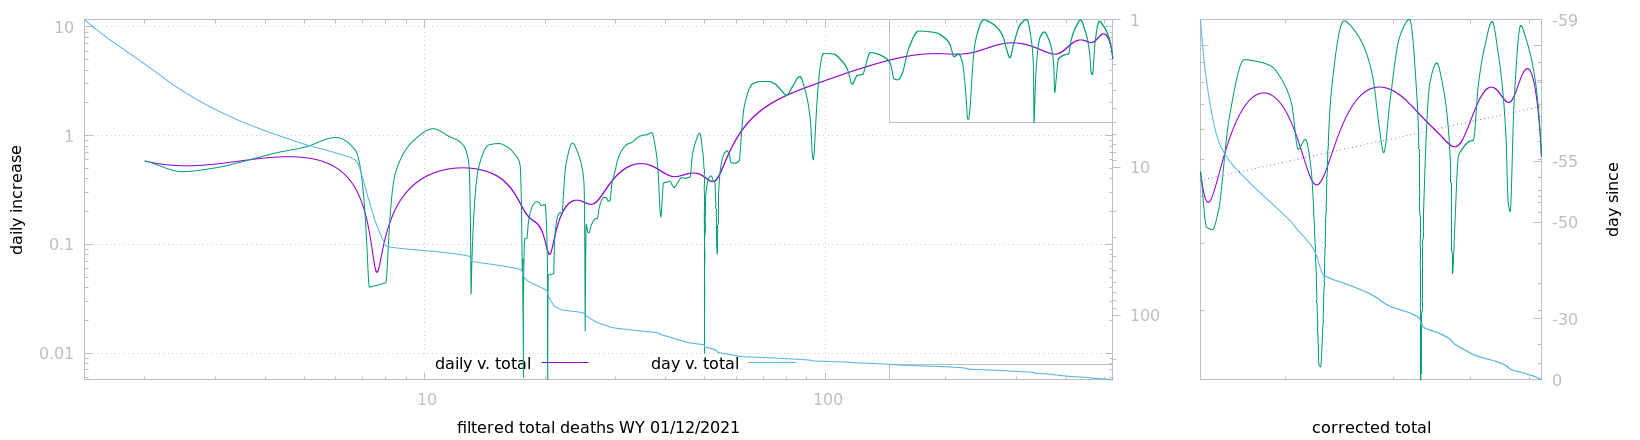 10
1
0.1
0.01
daily increase
10
100
filtered total deaths WY 01/12/2021
daily v. total
day v. total
1
10
100
-59
-55
-50
-30
0
day since
corrected total